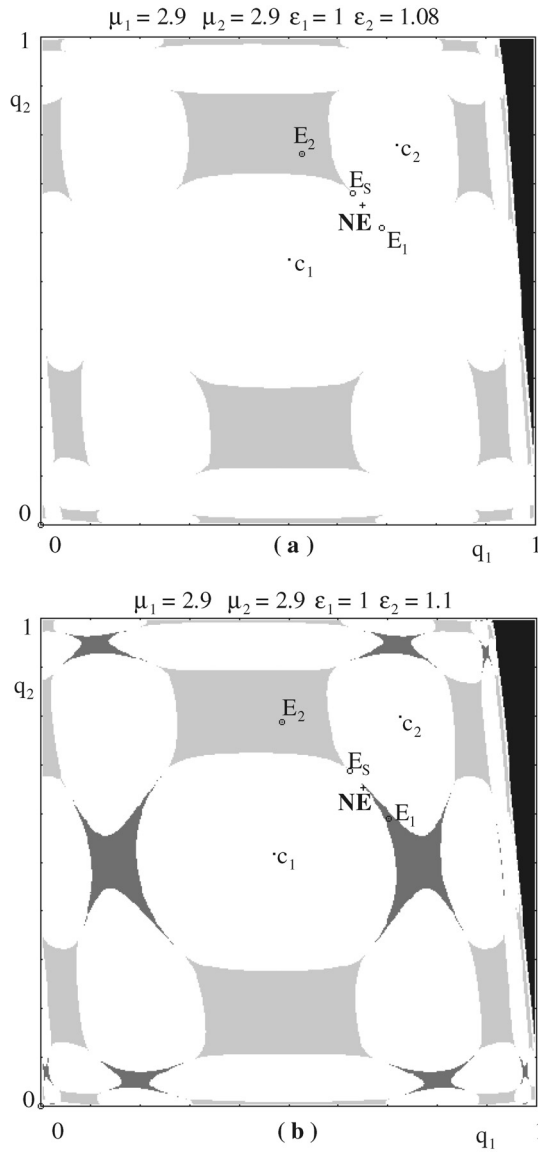 μ1 = 2.9 μ2 = 2.9 ε1 = 1 ε2 = 1.08
1
q2
E2
c2
ES
NE
E1
c1
0
0 (a) q1 1
μ1 = 2.9 μ2 = 2.9 ε1 = 1 ε2 = 1.1
1
q2
E2
c2
ES
NE
E1
c1
0
0 (b) q1 1